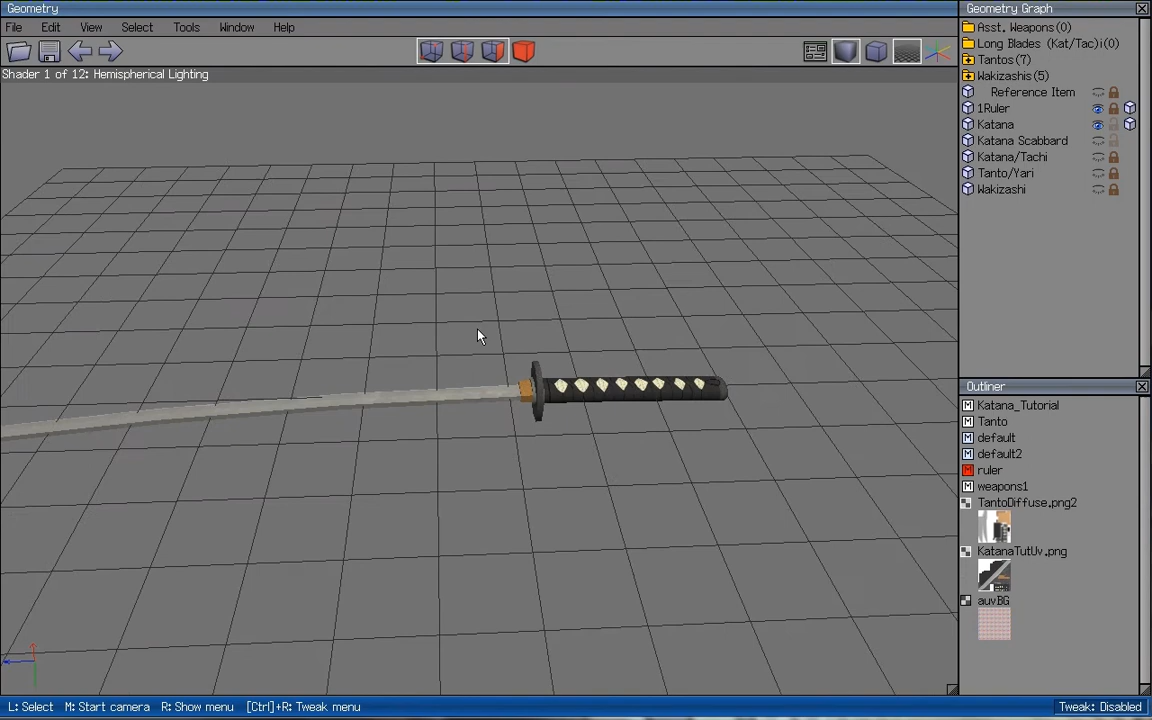 Geometry
File Edit View Select Tools Window Help
Shader 1 of 12: Hemispherical Lighting
Geometry Graph
Asst. Weapons(0)
Long Blades (Kat/Tac)i(0)
Tantos(7)
Wakizashis(5)
Reference Item
1Ruler
Katana
Katana Scabbard
Katana/Tachi
Tanto/Yari
Wakizashi
Outliner
M Katana_Tutorial
M Tanto
M default
M default2
M ruler
M weapons1
TantoDiffuse.png2
KatanaTutUv.png
auvBG
L: Select M: Start camera R: Show menu [Ctrl]+R: Tweak menu
Tweak: Disabled